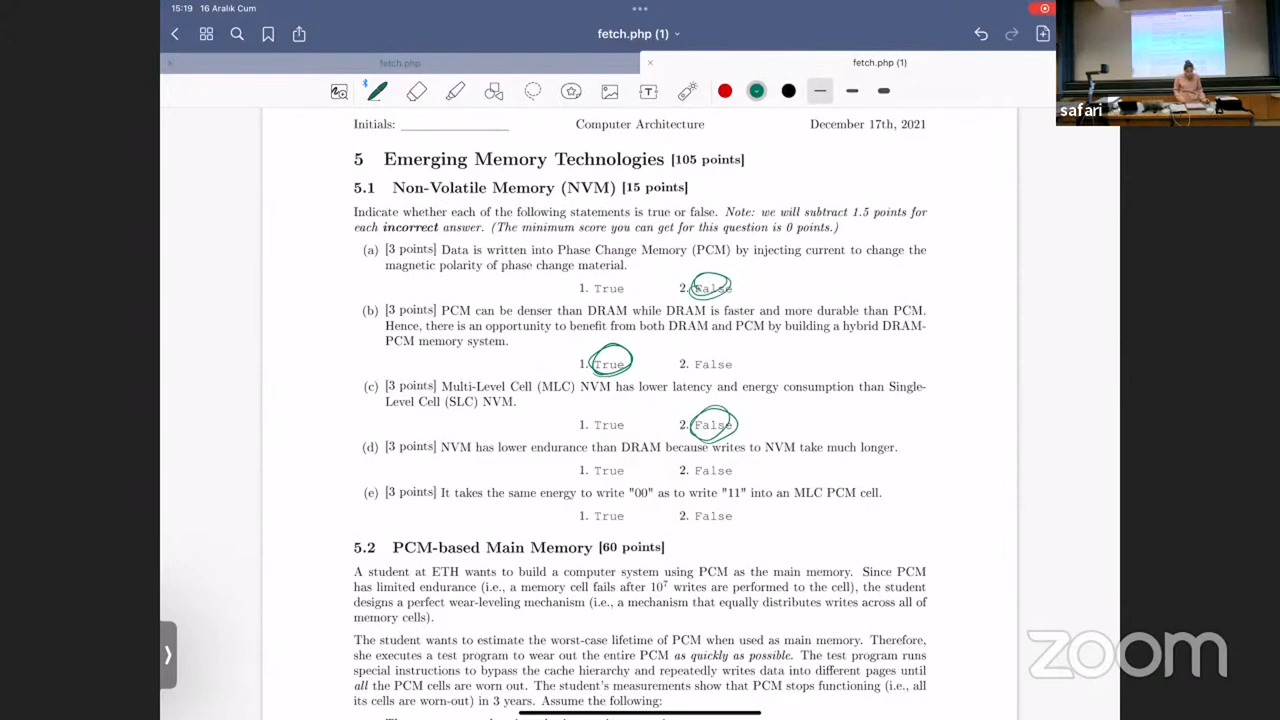 15:19 16 Aralık Cum
fetch.php (1)
fetch.php
fetch.php (1)
safari
Initials: Computer Architecture December 17th, 2021
5 Emerging Memory Technologies [105 points]
5.1 Non-Volatile Memory (NVM) [15 points]
Indicate whether each of the following statements is true or false. Note: we will subtract 1.5 points for
each incorrect answer. (The minimum score you can get for this question is 0 points.)
(a) [3 points] Data is written into Phase Change Memory (PCM) by injecting current to change the
magnetic polarity of phase change material.
1. True 2. False
(b) [3 points] PCM can be denser than DRAM while DRAM is faster and more durable than PCM.
Hence, there is an opportunity to benefit from both DRAM and PCM by building a hybrid DRAM-
PCM memory system.
1. True 2. False
(c) [3 points] Multi-Level Cell (MLC) NVM has lower latency and energy consumption than Single-
Level Cell (SLC) NVM.
1. True 2. False
(d) [3 points] NVM has lower endurance than DRAM because writes to NVM take much longer.
1. True 2. False
(e) [3 points] It takes the same energy to write "00" as to write "11" into an MLC PCM cell.
1. True 2. False
5.2 PCM-based Main Memory [60 points]
A student at ETH wants to build a computer system using PCM as the main memory. Since PCM
has limited endurance (i.e., a memory cell fails after 10⁷ writes are performed to the cell), the student
designs a perfect wear-leveling mechanism (i.e., a mechanism that equally distributes writes across all of
memory cells).
The student wants to estimate the worst-case lifetime of PCM when used as main memory. Therefore,
she executes a test program to wear out the entire PCM as quickly as possible. The test program runs
special instructions to bypass the cache hierarchy and repeatedly writes data into different pages until
all the PCM cells are worn out. The student's measurements show that PCM stops functioning (i.e., all
its cells are worn-out) in 3 years. Assume the following:
zoom